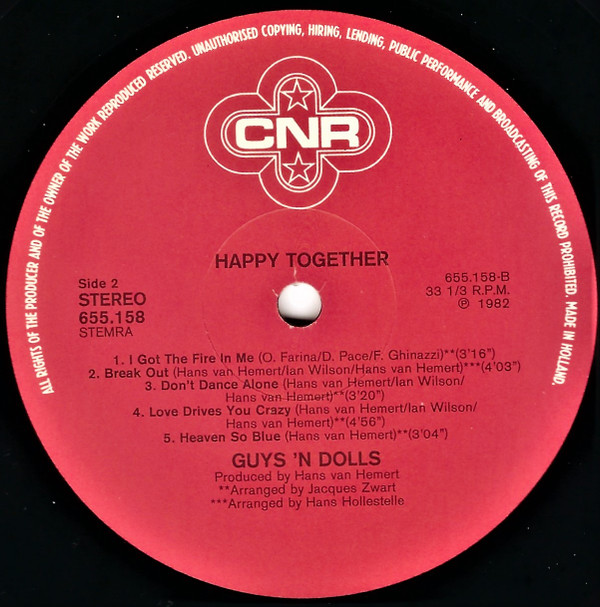 ALL RIGHTS OF THE PRODUCER AND OF THE OWNER OF THE WORK REPRODUCED RESERVED. UNAUTHORISED COPYING, HIRING, LENDING, PUBLIC PERFORMANCE AND BROADCASTING OF THIS RECORD PROHIBITED. MADE IN HOLLAND.
CNR
HAPPY TOGETHER
Side 2
STEREO
655.158
STEMRA
655.158-B
33 1/3 R.P.M.
℗ 1982
1. I Got The Fire In Me (O. Farina/D. Pace/F. Ghinazzi)**(3'16")
2. Break Out (Hans van Hemert/Ian Wilson/Hans van Hemert)***(4'03")
3. Don't Dance Alone (Hans van Hemert/Ian Wilson/
Hans van Hemert)**(3'20")
4. Love Drives You Crazy (Hans van Hemert/Ian Wilson/
Hans van Hemert)**(4'56")
5. Heaven So Blue (Hans van Hemert)**(3'04")
GUYS 'N DOLLS
Produced by Hans van Hemert
**Arranged by Jacques Zwart
***Arranged by Hans Hollestelle